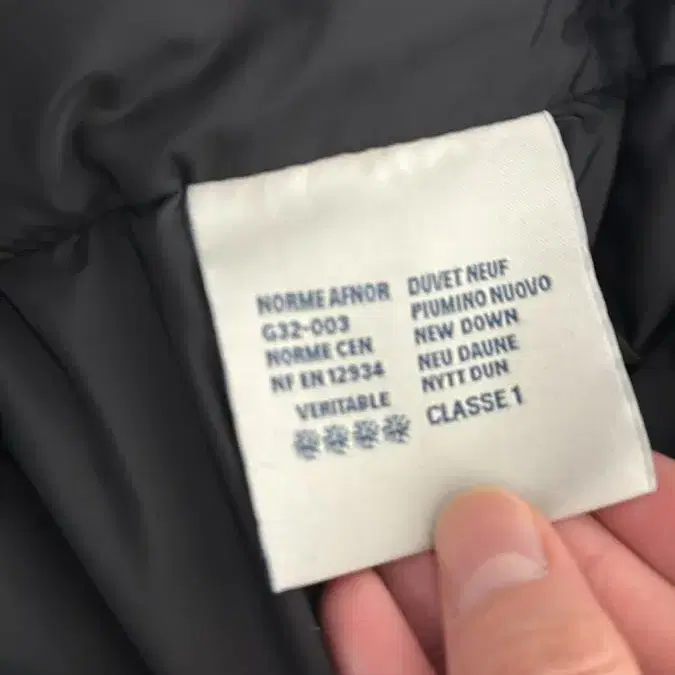 NORME AFNOR
G32-003
NORME CEN
NF EN 12934
VERITABLE
DUVET NEUF
PIUMINO NUOVO
NEW DOWN
NEU DAUNE
NYTT DUN
CLASSE 1